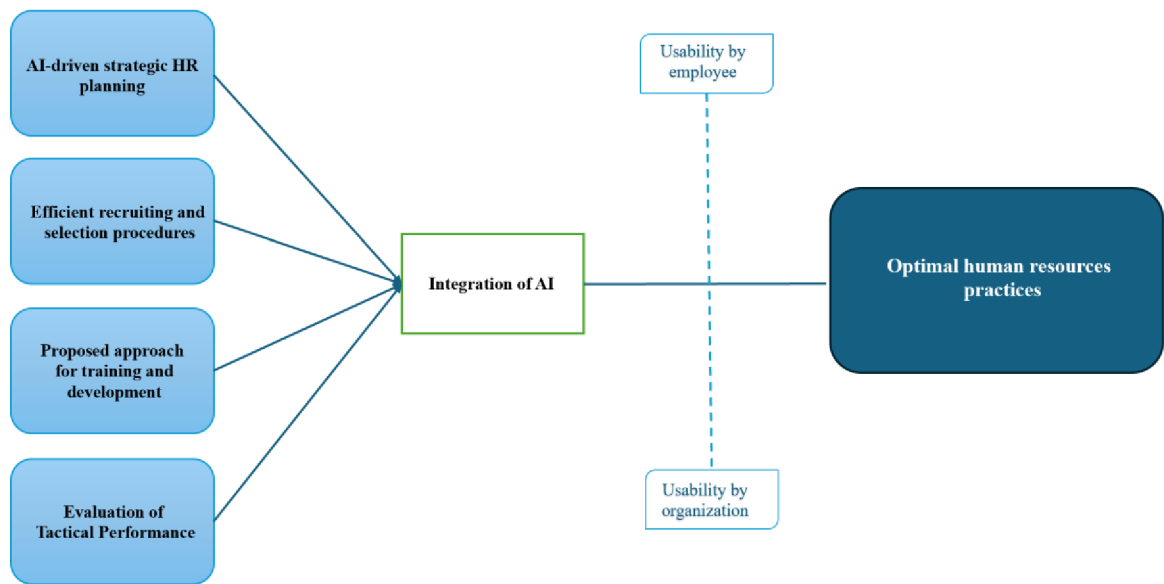 AI-driven strategic HR
planning
Efficient recruiting and
selection procedures
Proposed approach
for training and
development
Evaluation of
Tactical Performance
Integration of AI
Usability by
employee
Usability by
organization
Optimal human resources
practices